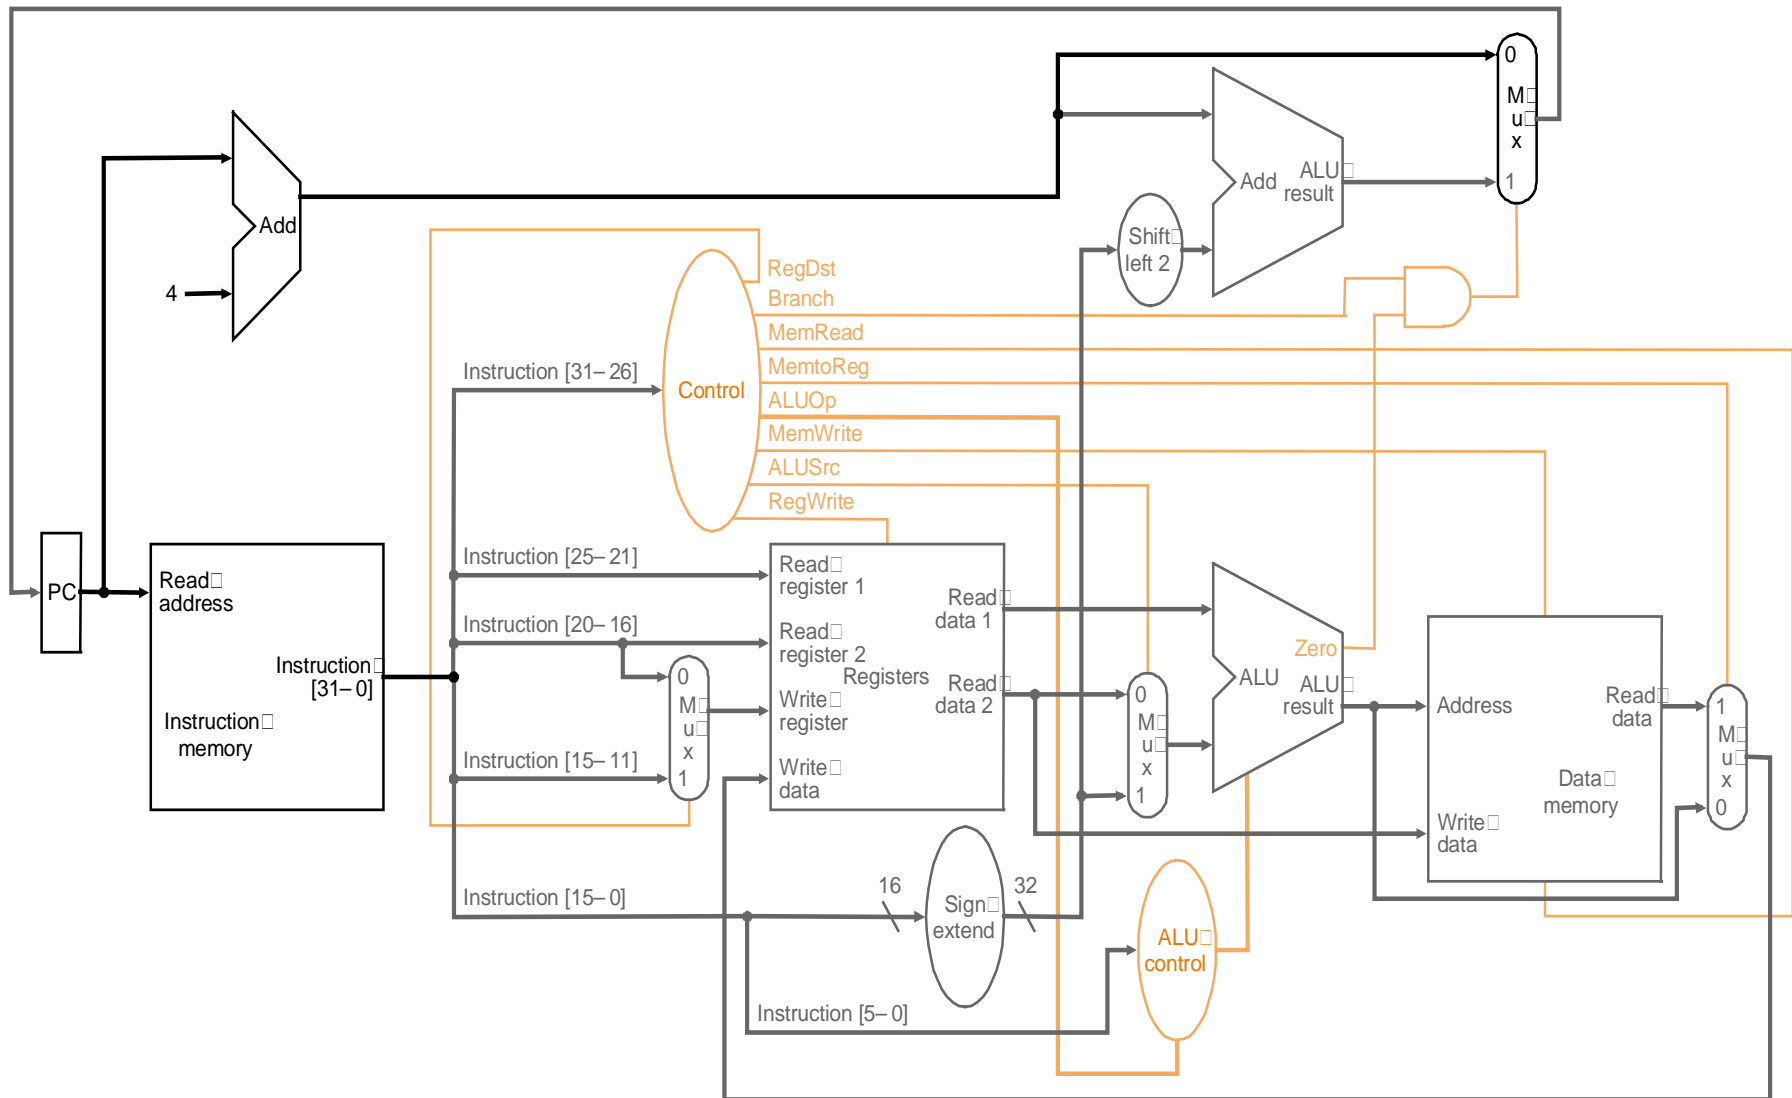 0
M
u
x
1
Add
ALU
result
Shift
left 2
Add
4
RegDst
Branch
MemRead
MemtoReg
ALUOp
MemWrite
ALUSrc
RegWrite
Control
Instruction [31–26]
Instruction [25–21]
Instruction [20–16]
Instruction [15–11]
Instruction [15–0]
Instruction [5–0]
PC
Read
address
Instruction
[31–0]
Instruction
memory
0
M
u
x
1
Read
register 1
Read
register 2
Write
register
Write
data
Registers
Read
data 1
Read
data 2
0
M
u
x
1
Zero
ALU
ALU
result
Address
Write
data
Read
data
Data
memory
1
M
u
x
0
16
Sign
extend
32
ALU
control